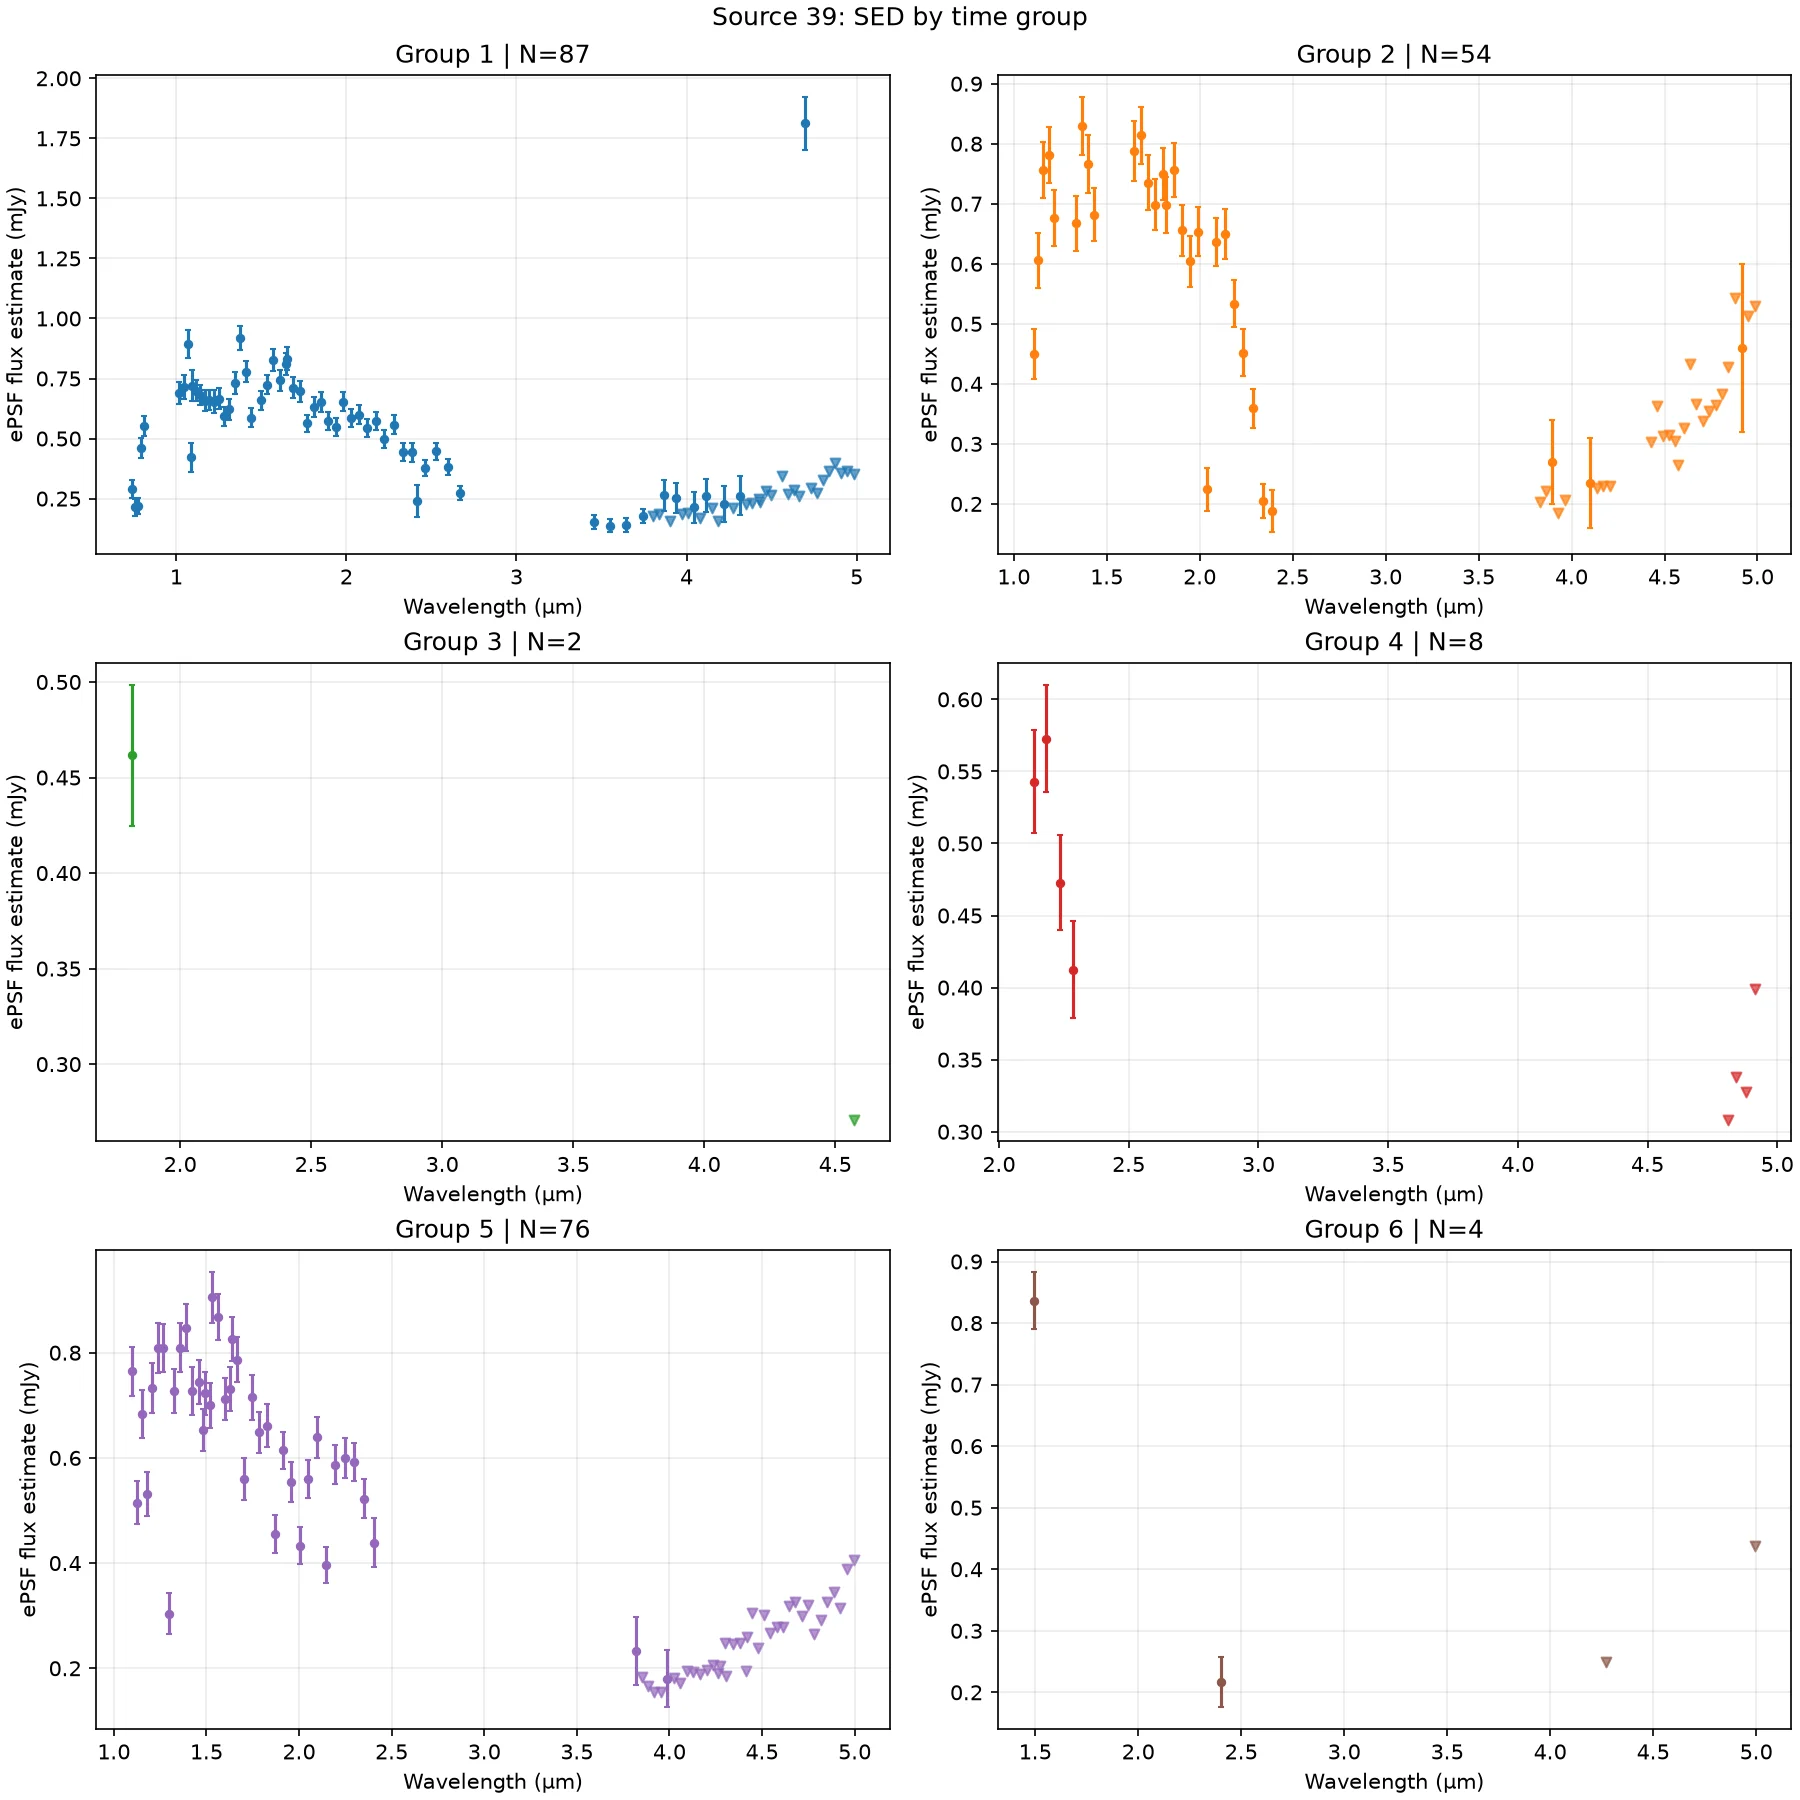 Source 39: SED by time group
Group 1 | N=87
ePSF flux estimate (mJy)
2.00
1.75
1.50
1.25
1.00
0.75
0.50
0.25
1 2 3 4 5
Wavelength (µm)
Group 2 | N=54
ePSF flux estimate (mJy)
0.9
0.8
0.7
0.6
0.5
0.4
0.3
0.2
1.0 1.5 2.0 2.5 3.0 3.5 4.0 4.5 5.0
Wavelength (µm)
Group 3 | N=2
ePSF flux estimate (mJy)
0.50
0.45
0.40
0.35
0.30
2.0 2.5 3.0 3.5 4.0 4.5
Wavelength (µm)
Group 4 | N=8
ePSF flux estimate (mJy)
0.60
0.55
0.50
0.45
0.40
0.35
0.30
2.0 2.5 3.0 3.5 4.0 4.5 5.0
Wavelength (µm)
Group 5 | N=76
ePSF flux estimate (mJy)
0.8
0.6
0.4
0.2
1.0 1.5 2.0 2.5 3.0 3.5 4.0 4.5 5.0
Wavelength (µm)
Group 6 | N=4
ePSF flux estimate (mJy)
0.9
0.8
0.7
0.6
0.5
0.4
0.3
0.2
1.5 2.0 2.5 3.0 3.5 4.0 4.5 5.0
Wavelength (µm)